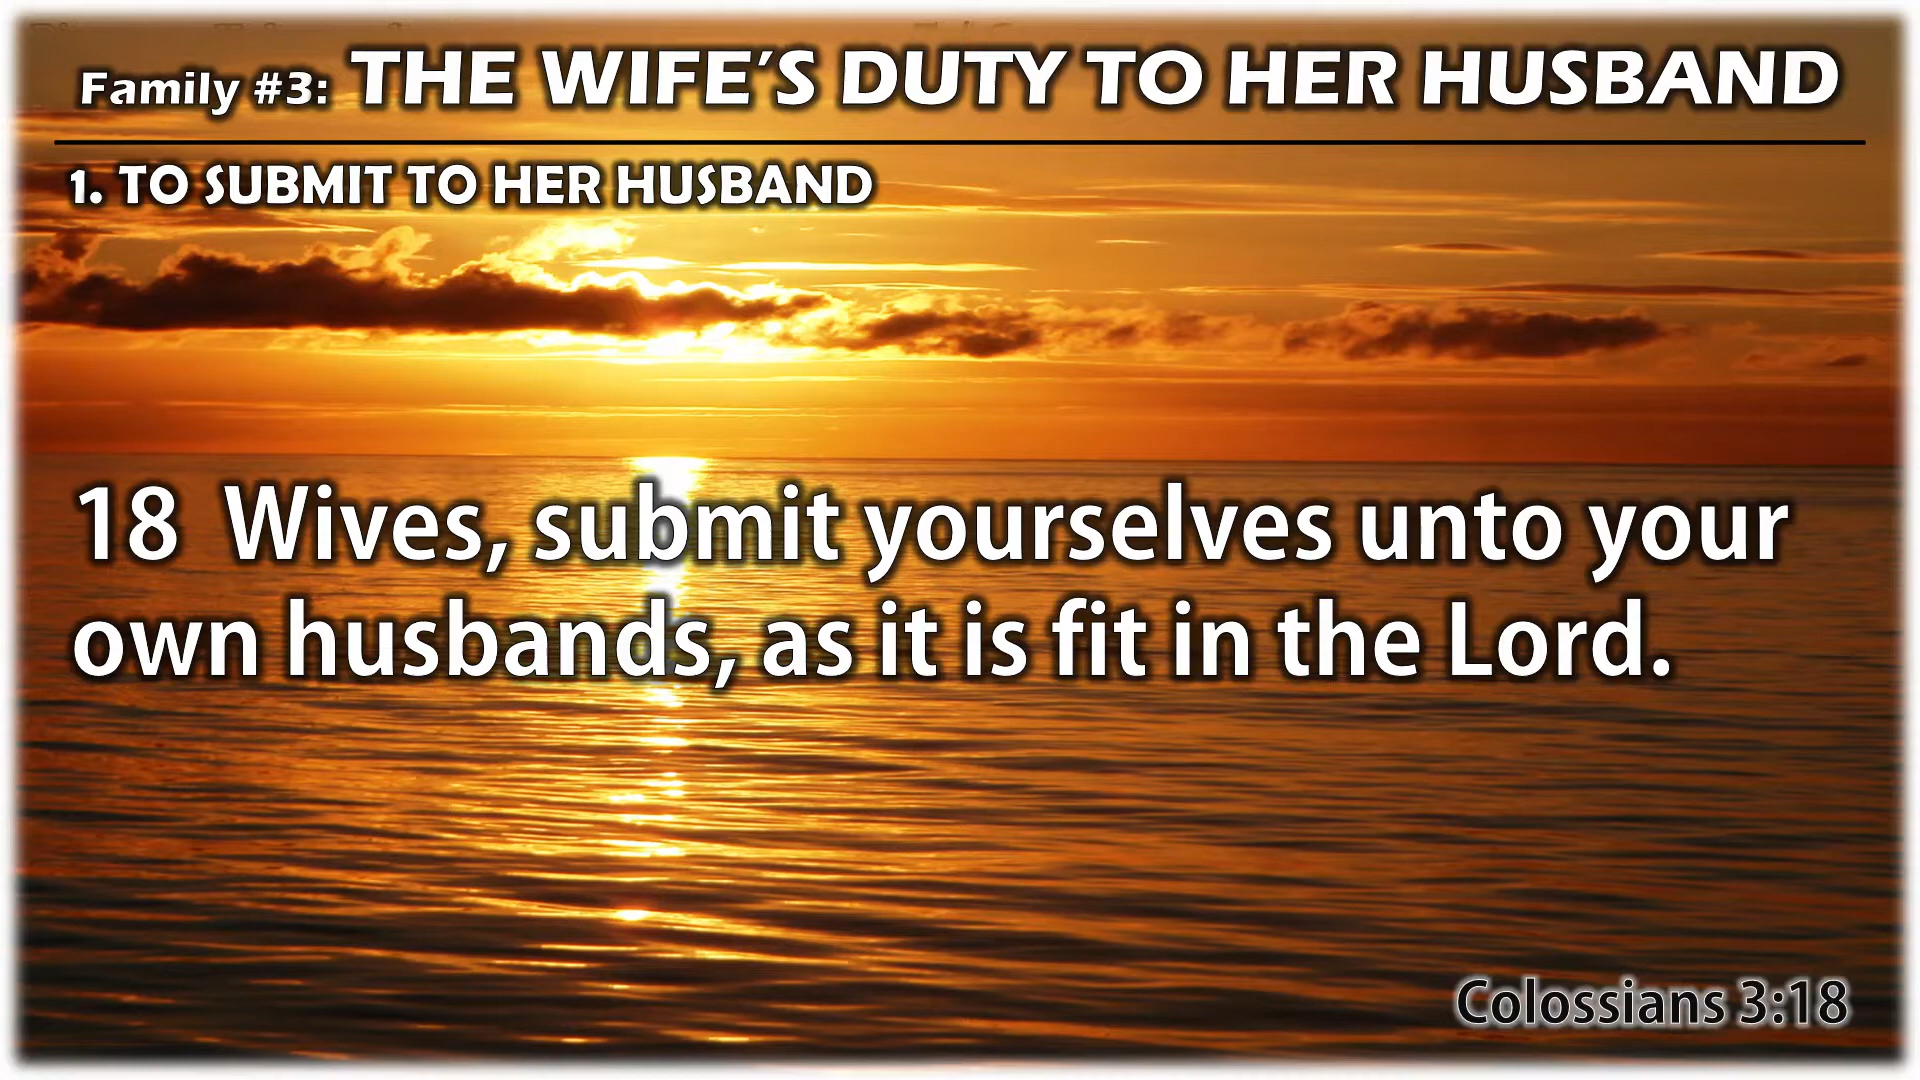 Family #3: THE WIFE'S DUTY TO HER HUSBAND
1. TO SUBMIT TO HER HUSBAND
18 Wives, submit yourselves unto your
own husbands, as it is fit in the Lord.
Colossians 3:18